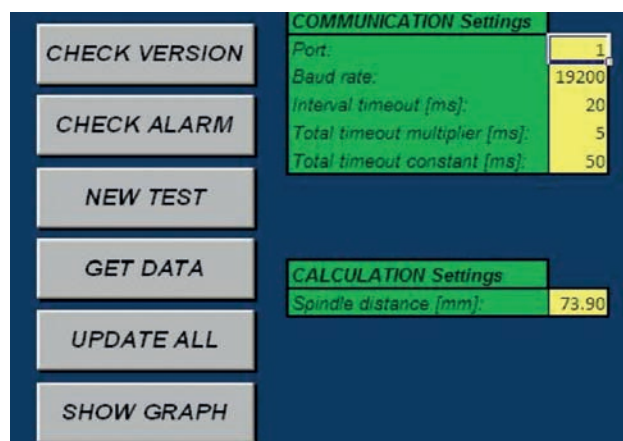 CHECK VERSION
CHECK ALARM
NEW TEST
GET DATA
UPDATE ALL
SHOW GRAPH
COMMUNICATION Settings
Port: 1
Baud rate: 19200
Interval timeout [ms]: 20
Total timeout multiplier [ms]: 5
Total timeout constant [ms]: 50
CALCULATION Settings
Spindle distance [mm]: 73.90